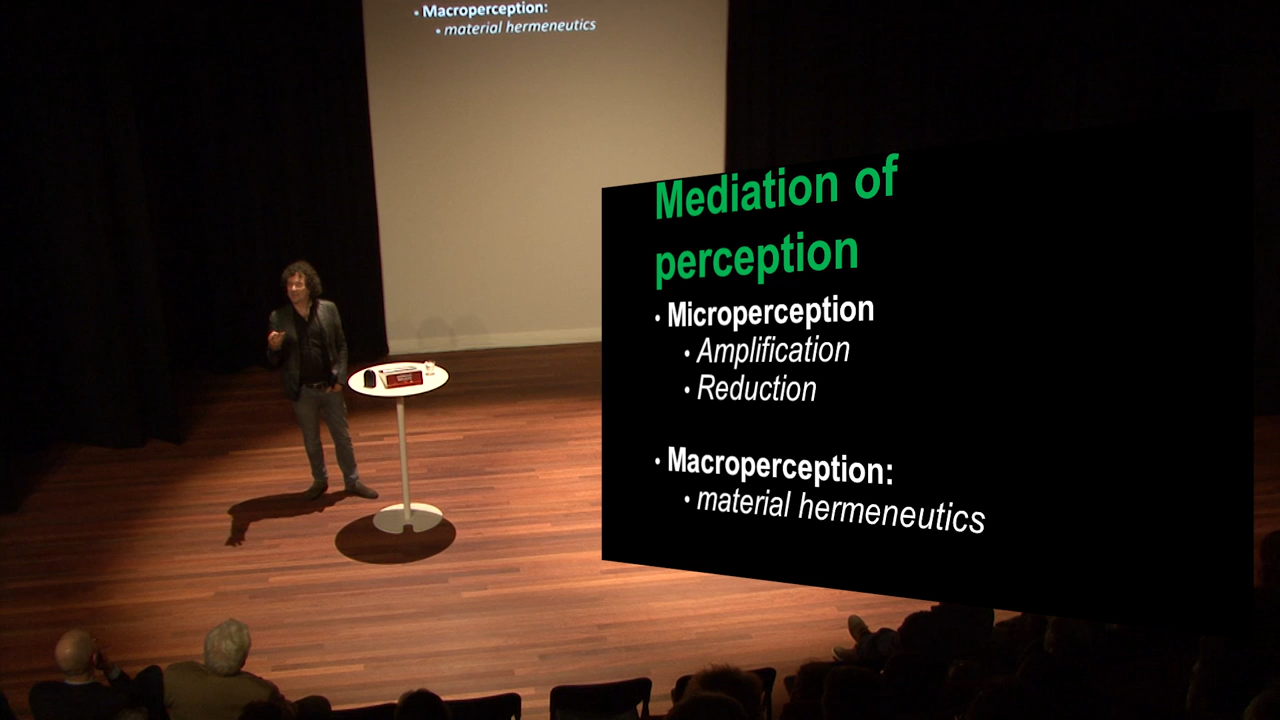 • Macroperception:
• material hermeneutics
Mediation of
perception
• Microperception
• Amplification
• Reduction
• Macroperception:
• material hermeneutics